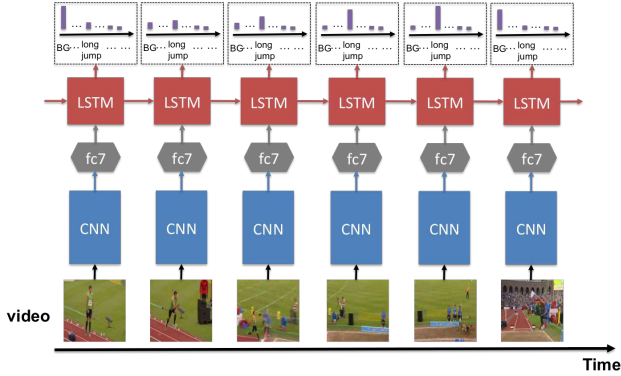 BG... long jump ... ...
BG... long jump ... ...
BG... long jump ... ...
BG... long jump ... ...
BG... long jump ... ...
BG... long jump ... ...
LSTM LSTM LSTM LSTM LSTM LSTM
fc7 fc7 fc7 fc7 fc7 fc7
CNN CNN CNN CNN CNN CNN
video
Time